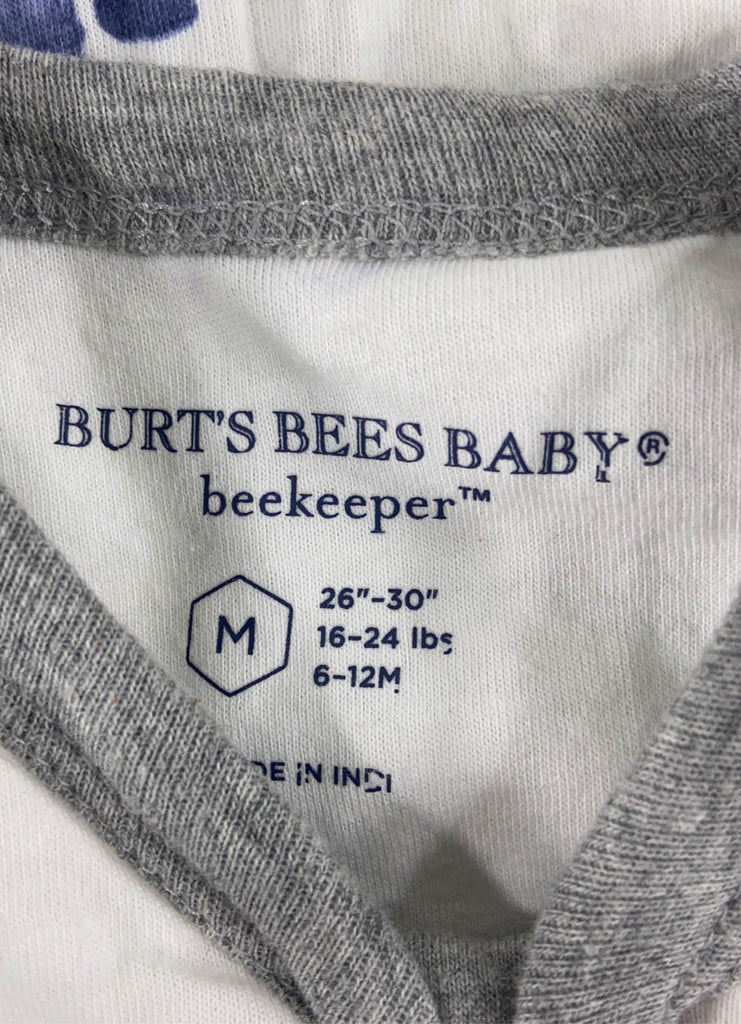 BURT'S BEES BABY®
beekeeper™
M
26"-30"
16-24 lbs
6-12M
DE IN INDI